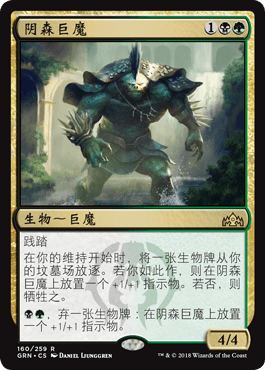 阴森巨魔 1
生物～巨魔
践踏
在你的维持开始时，将一张生物牌从你
的坟墓场放逐。若你如此作，则在阴森
巨魔上放置一个 +1/+1 指示物。若否，则
牺牲之。
，弃一张生物牌：在阴森巨魔上放
置一个 +1/+1 指示物。
4/4
160/259 R
GRN • CS DANIEL LJUNGGREN
™ & © 2018 Wizards of the Coast